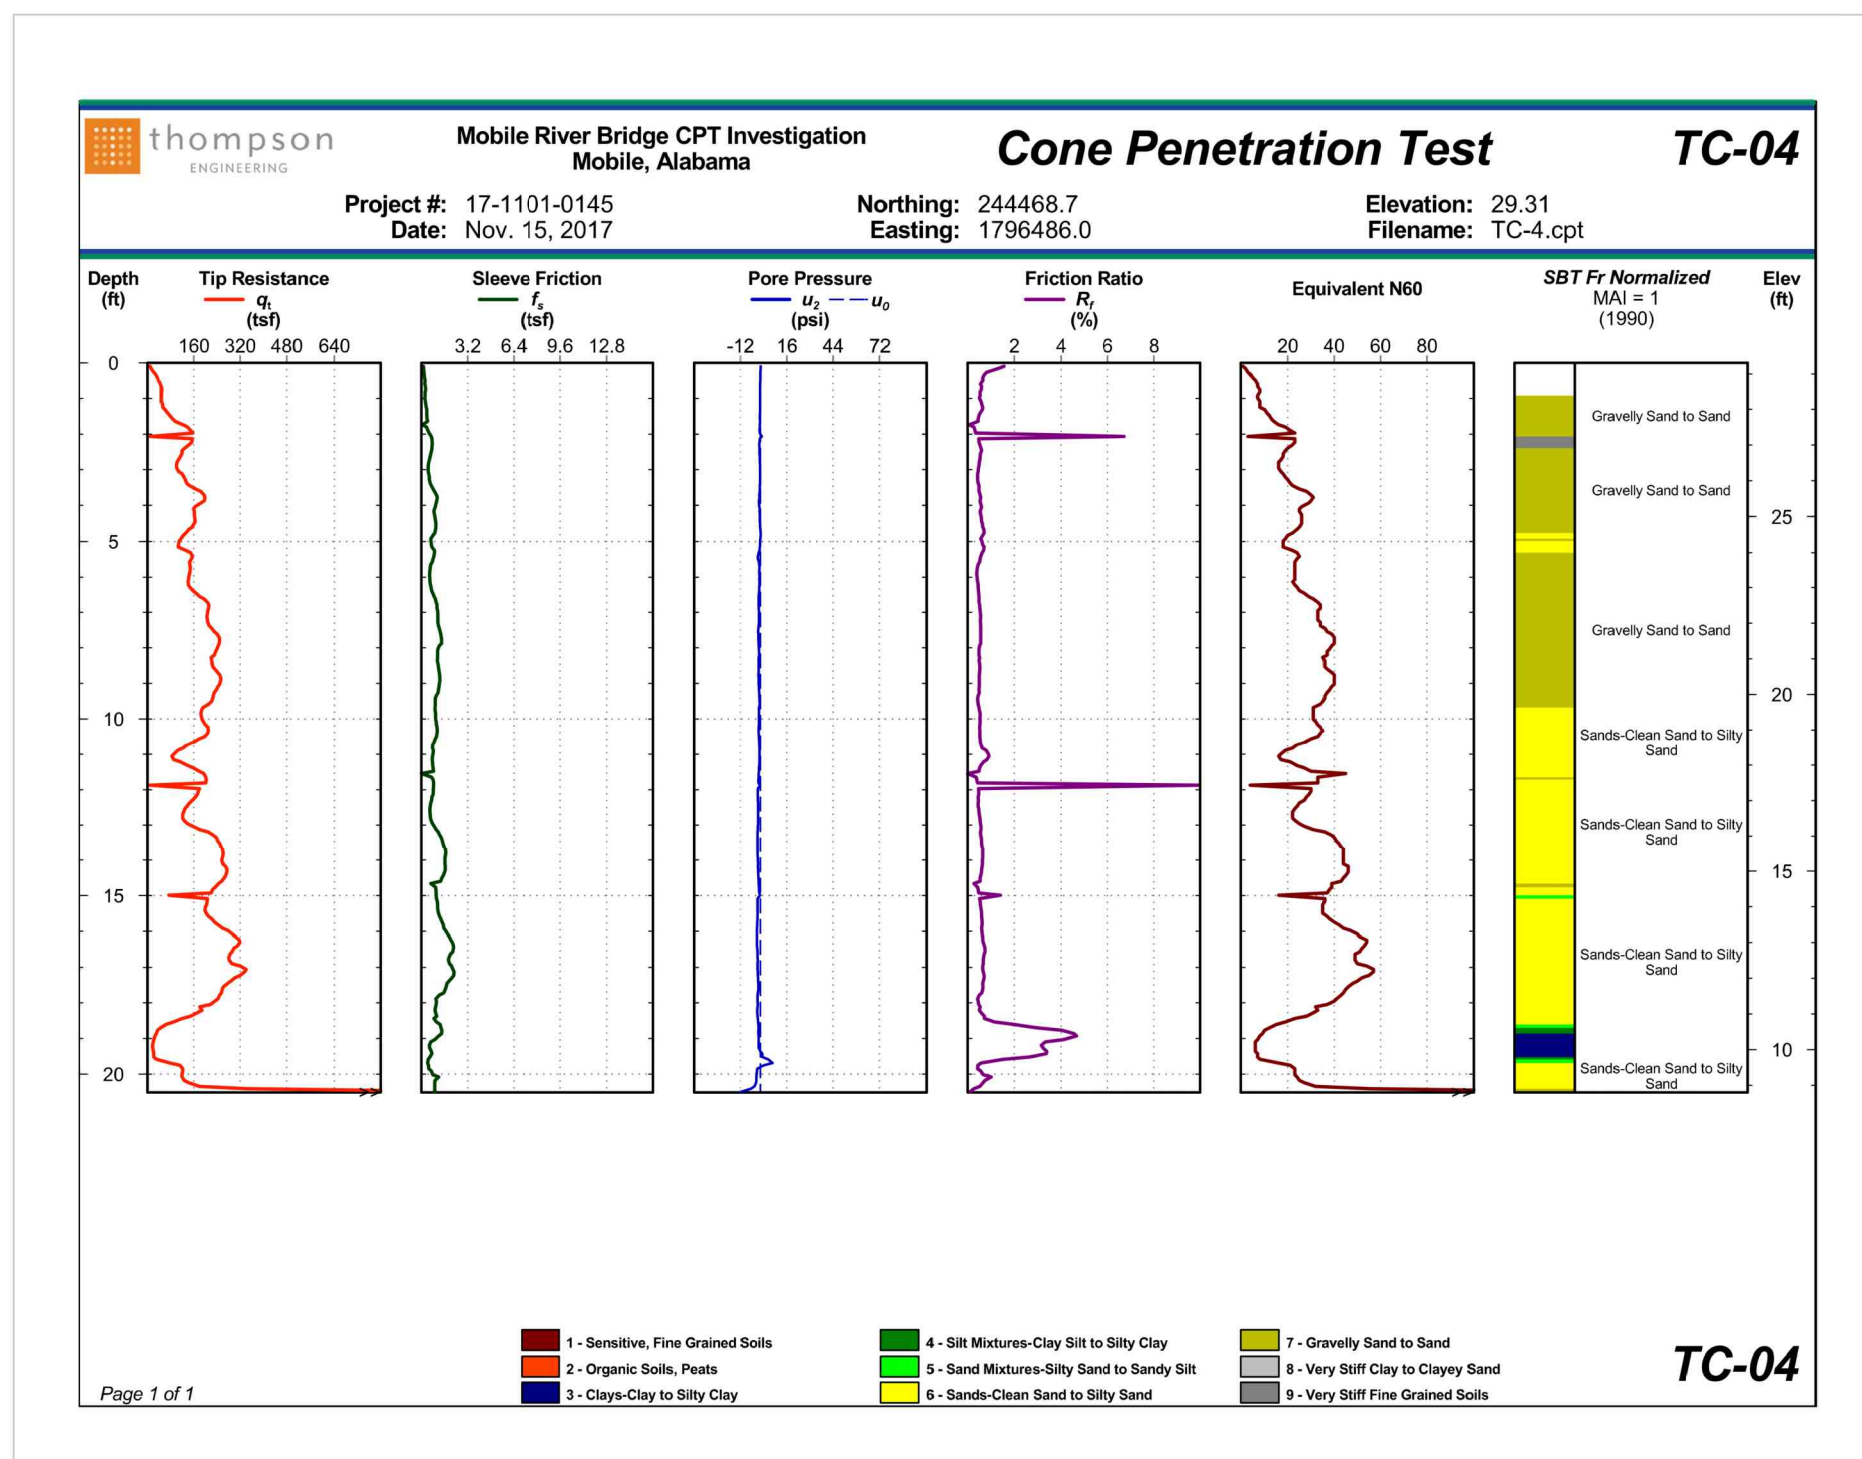 thompson
ENGINEERING
Mobile River Bridge CPT Investigation
Mobile, Alabama
Cone Penetration Test
TC-04
Project #: 17-1101-0145
Date: Nov. 15, 2017
Northing: 244468.7
Easting: 1796486.0
Elevation: 29.31
Filename: TC-4.cpt
Depth
(ft)
Tip Resistance
qt
(tsf)
160 320 480 640
Sleeve Friction
fs
(tsf)
3.2 6.4 9.6 12.8
Pore Pressure
u2 u0
(psi)
-12 16 44 72
Friction Ratio
Rf
(%)
2 4 6 8
Equivalent N60
20 40 60 80
SBT Fr Normalized
MAI = 1
(1990)
Elev
(ft)
0
5
10
15
20
Gravelly Sand to Sand
Gravelly Sand to Sand
Gravelly Sand to Sand
Sands-Clean Sand to Silty
Sand
Sands-Clean Sand to Silty
Sand
Sands-Clean Sand to Silty
Sand
Sands-Clean Sand to Silty
Sand
25
20
15
10
1 - Sensitive, Fine Grained Soils
2 - Organic Soils, Peats
3 - Clays-Clay to Silty Clay
4 - Silt Mixtures-Clay Silt to Silty Clay
5 - Sand Mixtures-Silty Sand to Sandy Silt
6 - Sands-Clean Sand to Silty Sand
7 - Gravelly Sand to Sand
8 - Very Stiff Clay to Clayey Sand
9 - Very Stiff Fine Grained Soils
Page 1 of 1
TC-04